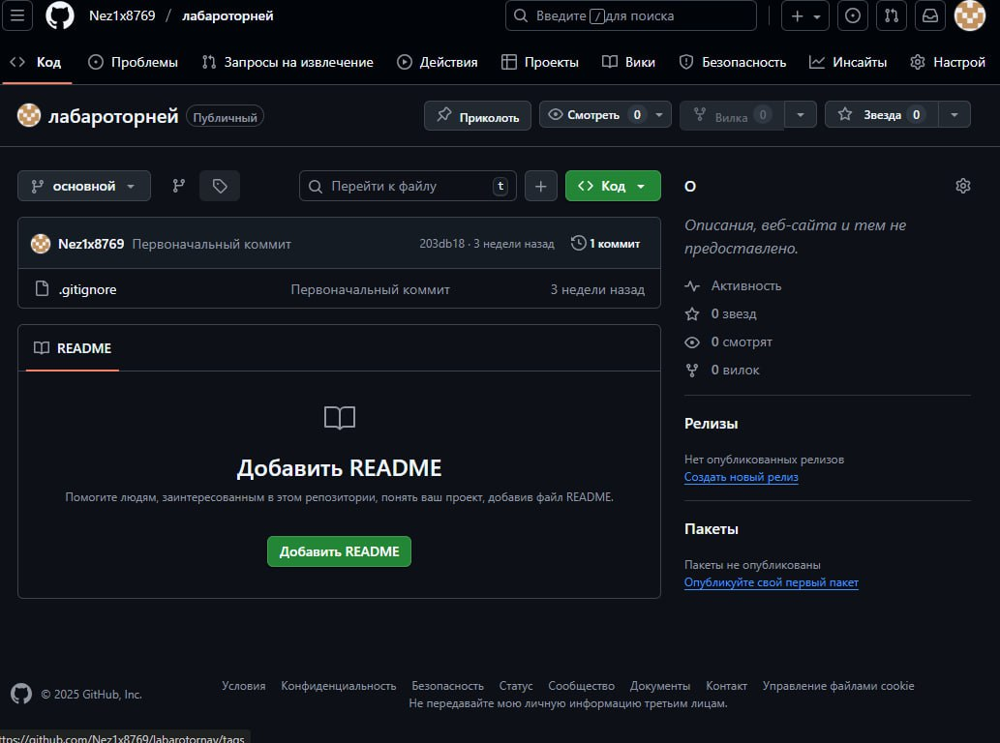 Nez1x8769 / лабароторней
Введите / для поиска
Код Проблемы Запросы на извлечение Действия Проекты Вики Безопасность Инсайты Настрой
лабароторней Публичный
Приколоть Смотреть 0 Вилка 0 Звезда 0
основной
Перейти к файлу t
Код
О
Nez1x8769 Первоначальный коммит 203db18 · 3 недели назад 1 коммит
.gitignore Первоначальный коммит 3 недели назад
README
Добавить README
Помогите людям, заинтересованным в этом репозитории, понять ваш проект, добавив файл README.
Добавить README
Описания, веб-сайта и тем не
предоставлено.
Активность
0 звезд
0 смотрят
0 вилок
Релизы
Нет опубликованных релизов
Создать новый релиз
Пакеты
Пакеты не опубликованы
Опубликуйте свой первый пакет
© 2025 GitHub, Inc.
Условия Конфиденциальность Безопасность Статус Сообщество Документы Контакт Управление файлами cookie
Не передавайте мою личную информацию третьим лицам.
ttps://github.com/Nez1x8769/labarotornay/tags